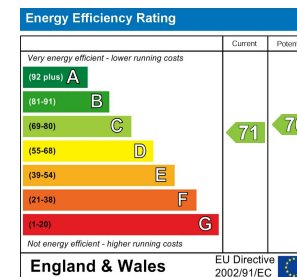 Energy Efficiency Rating
Current
Very energy efficient - lower running costs
(92 plus) A
(81-91) B
(69-80) C
71
(55-68) D
(39-54) E
(21-38) F
(1-20) G
Not energy efficient - higher running costs
England & Wales
EU Directive
2002/91/EC